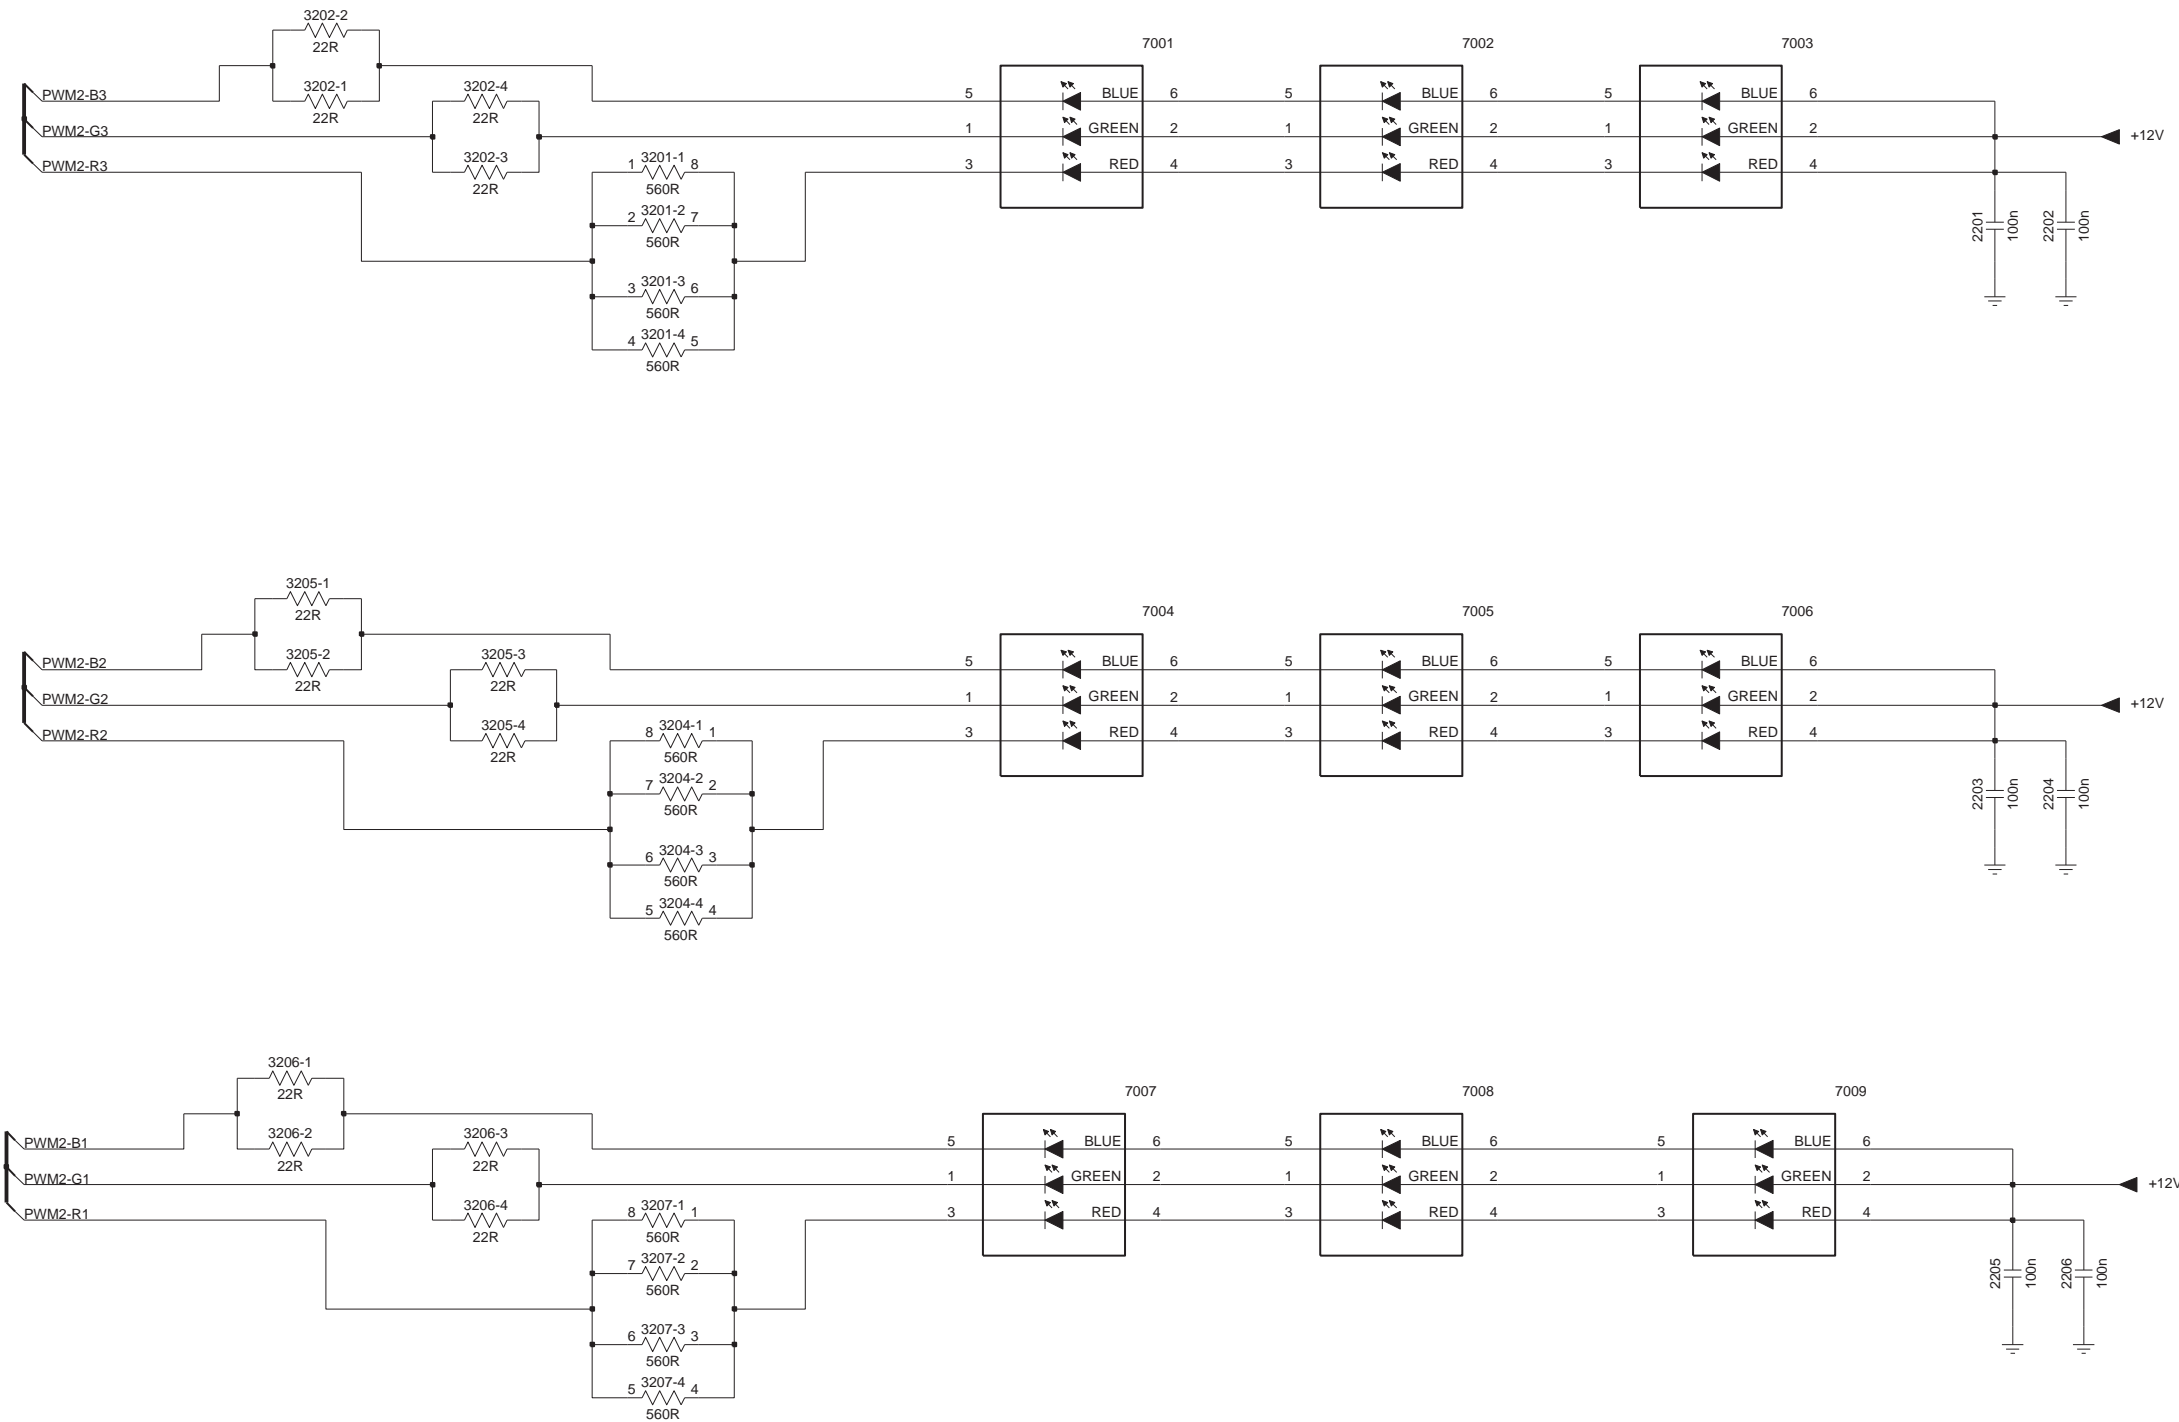 3202-2
22R
3202-1
22R
3202-4
22R
3202-3
22R
PWM2-B3
PWM2-G3
PWM2-R3
1 3201-1 8
560R
2 3201-2 7
560R
3 3201-3 6
560R
4 3201-4 5
560R
7001 7002 7003
5 BLUE 6 5 BLUE 6 5 BLUE 6
1 GREEN 2 1 GREEN 2 1 GREEN 2 +12V
3 RED 4 3 RED 4 3 RED 4
2201 100n 2202 100n
3205-1
22R
3205-2
22R
3205-3
22R
3205-4
22R
PWM2-B2
PWM2-G2
PWM2-R2
8 3204-1 1
560R
7 3204-2 2
560R
6 3204-3 3
560R
5 3204-4 4
560R
7004 7005 7006
5 BLUE 6 5 BLUE 6 5 BLUE 6
1 GREEN 2 1 GREEN 2 1 GREEN 2 +12V
3 RED 4 3 RED 4 3 RED 4
2203 100n 2204 100n
3206-1
22R
3206-2
22R
3206-3
22R
3206-4
22R
PWM2-B1
PWM2-G1
PWM2-R1
8 3207-1 1
560R
7 3207-2 2
560R
6 3207-3 3
560R
5 3207-4 4
560R
7007 7008 7009
5 BLUE 6 5 BLUE 6 5 BLUE 6
1 GREEN 2 1 GREEN 2 1 GREEN 2 +12V
3 RED 4 3 RED 4 3 RED 4
2205 100n 2206 100n